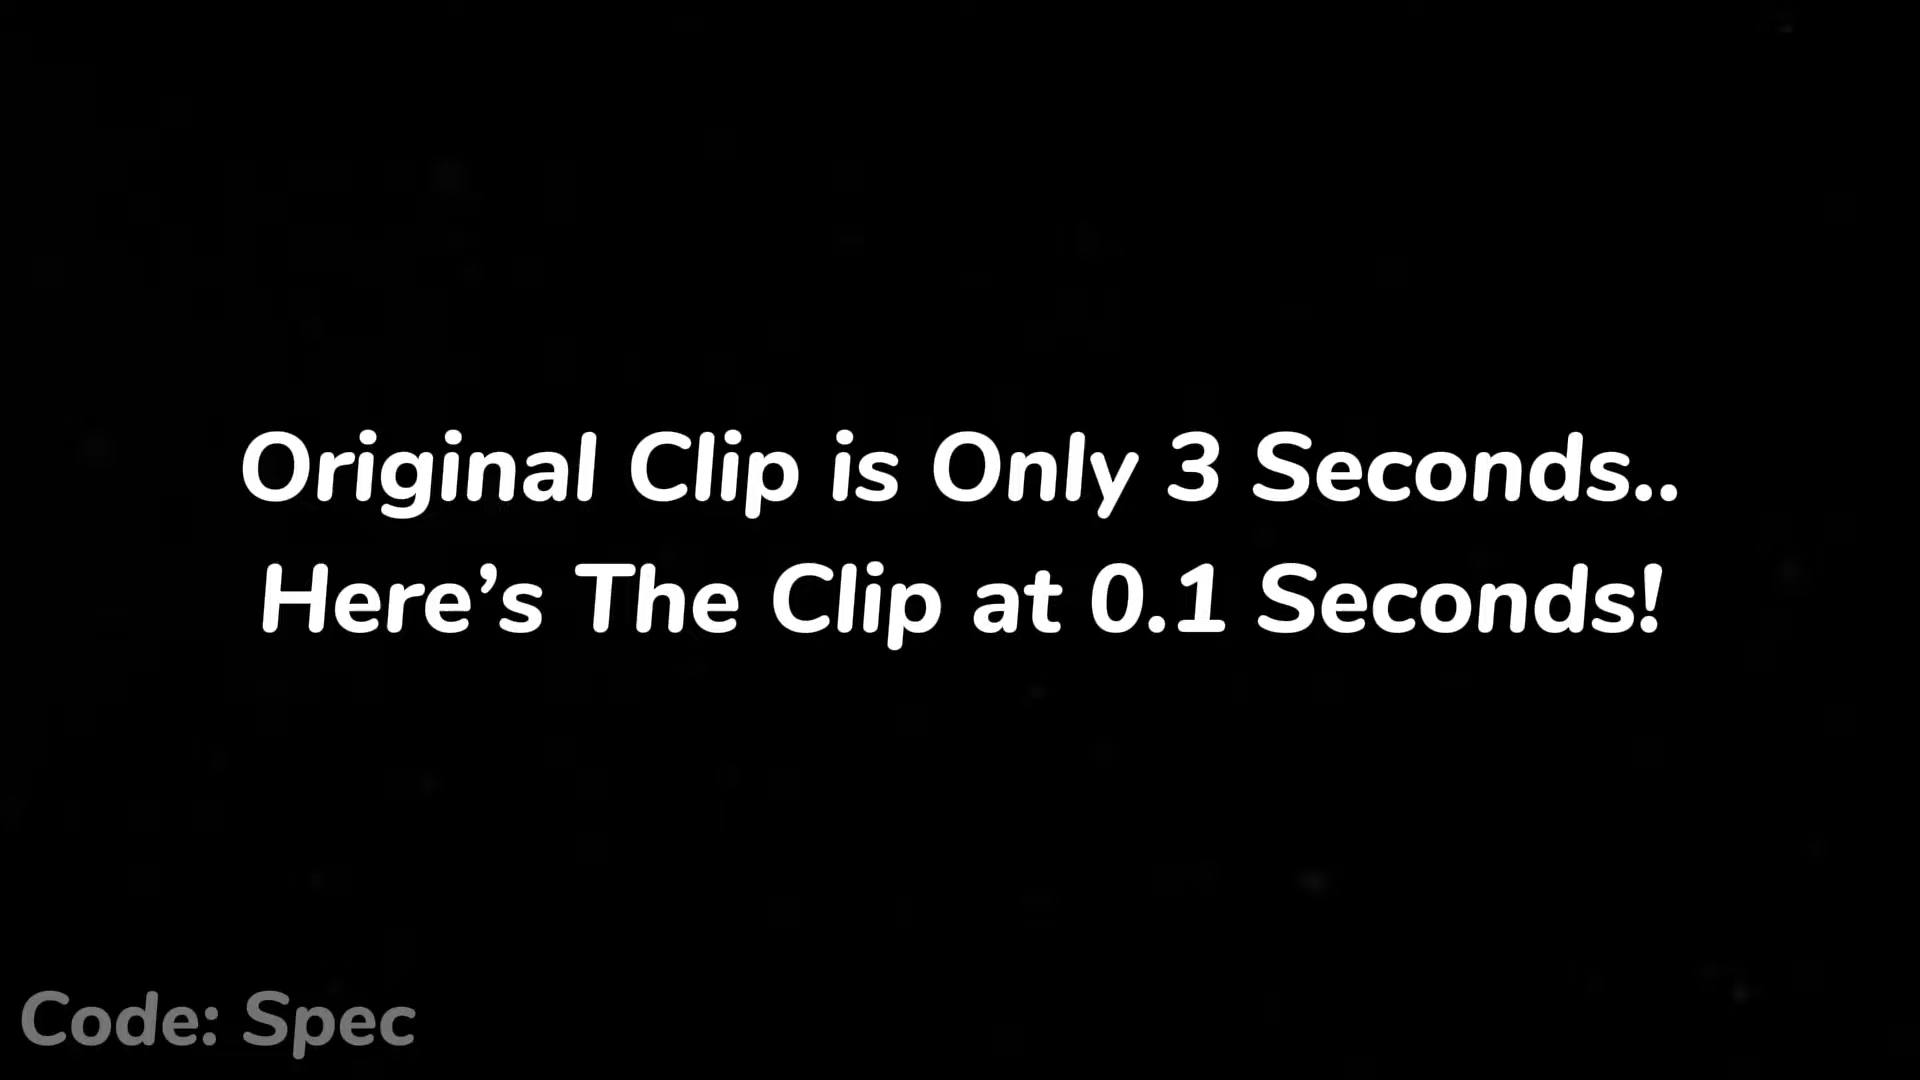 Original Clip is Only 3 Seconds..
Here’s The Clip at 0.1 Seconds!
Code: Spec